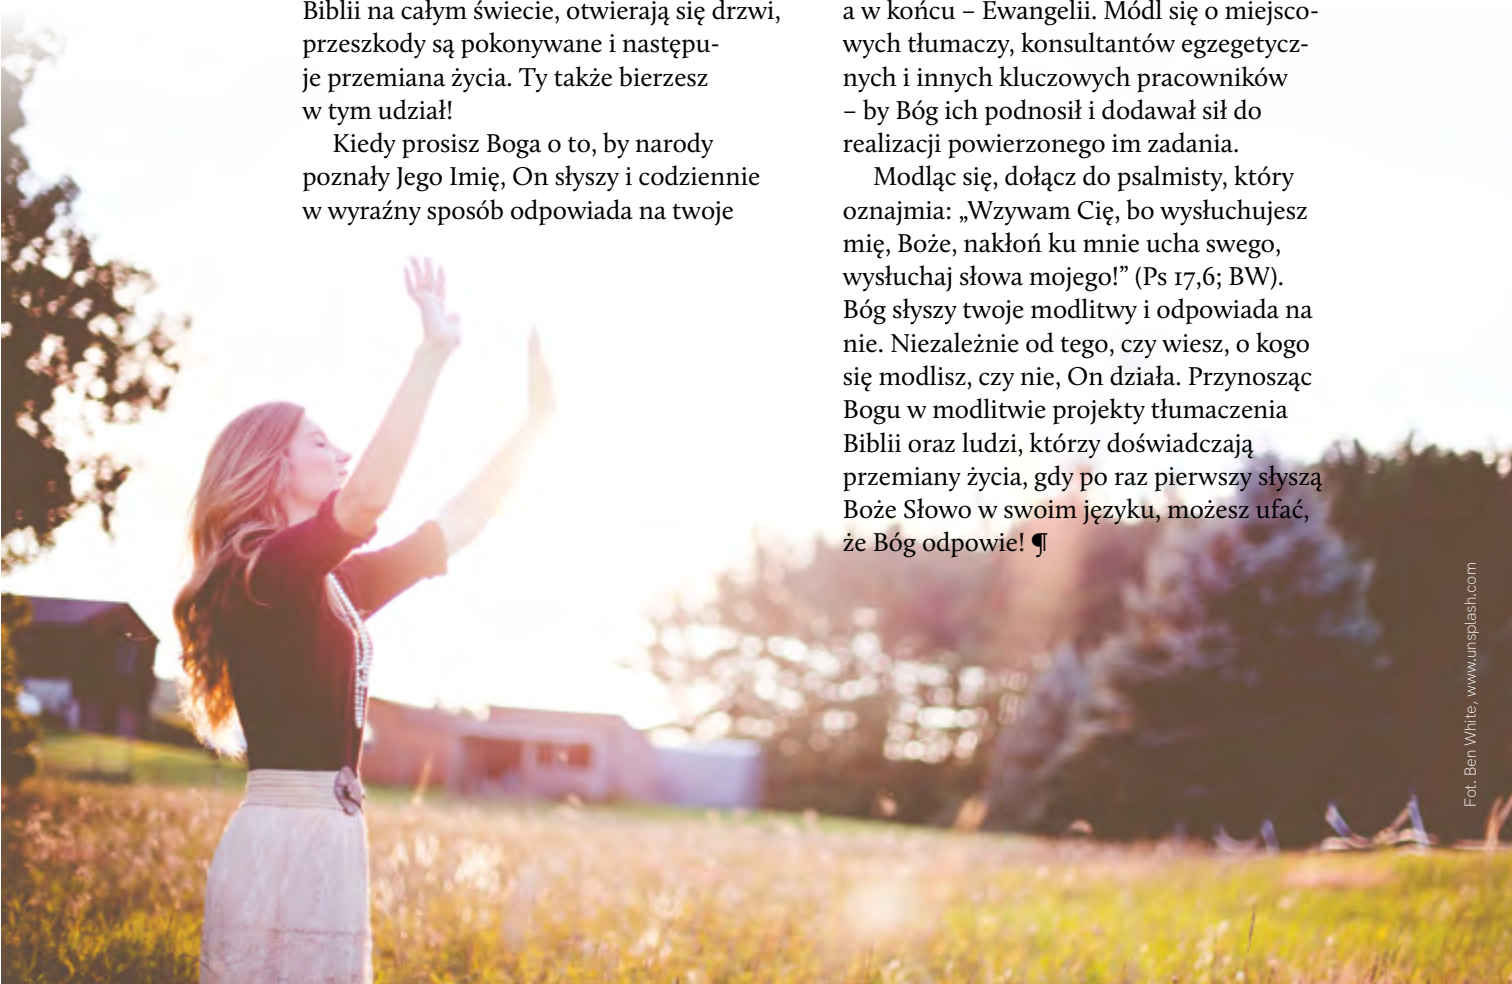 Biblii na całym świecie, otwierają się drzwi,
przeszkody są pokonywane i następu-
je przemiana życia. Ty także bierzesz
w tym udział!
Kiedy prosisz Boga o to, by narody
poznały Jego Imię, On słyszy i codziennie
w wyraźny sposób odpowiada na twoje
a w końcu – Ewangelii. Módl się o miejsco-
wych tłumaczy, konsultantów egzegetycz-
nych i innych kluczowych pracowników
– by Bóg ich podnosił i dodawał sił do
realizacji powierzonego im zadania.
Modląc się, dołącz do psalmisty, który
oznajmia: „Wzywam Cię, bo wysłuchujesz
mię, Boże, nakłoń ku mnie ucha swego,
wysłuchaj słowa mojego!” (Ps 17,6; BW).
Bóg słyszy twoje modlitwy i odpowiada na
nie. Niezależnie od tego, czy wiesz, o kogo
się modlisz, czy nie, On działa. Przynosząc
Bogu w modlitwie projekty tłumaczenia
Biblii oraz ludzi, którzy doświadczają
przemiany życia, gdy po raz pierwszy słyszą
Boże Słowo w swoim języku, możesz ufać,
że Bóg odpowie! ¶
Fot. Ben White, www.unsplash.com